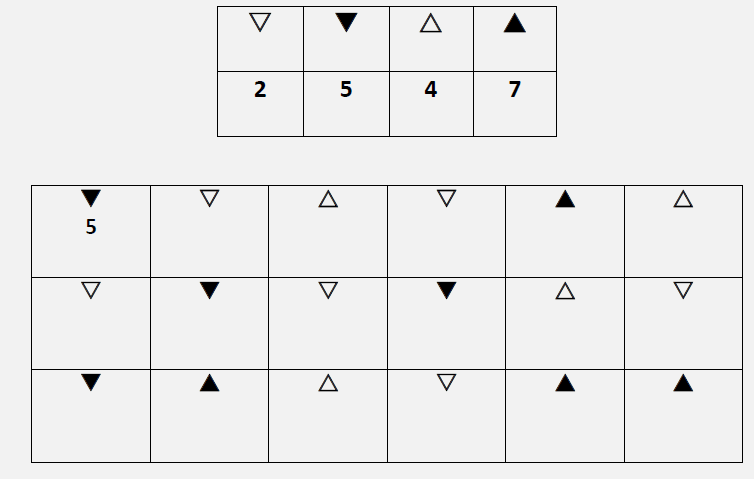 ▽ ▼ △ ▲
2 5 4 7
▼ ▽ △ ▽ ▲ △
5
▽ ▼ ▽ ▼ △ ▽
▼ ▲ △ ▽ ▲ ▲